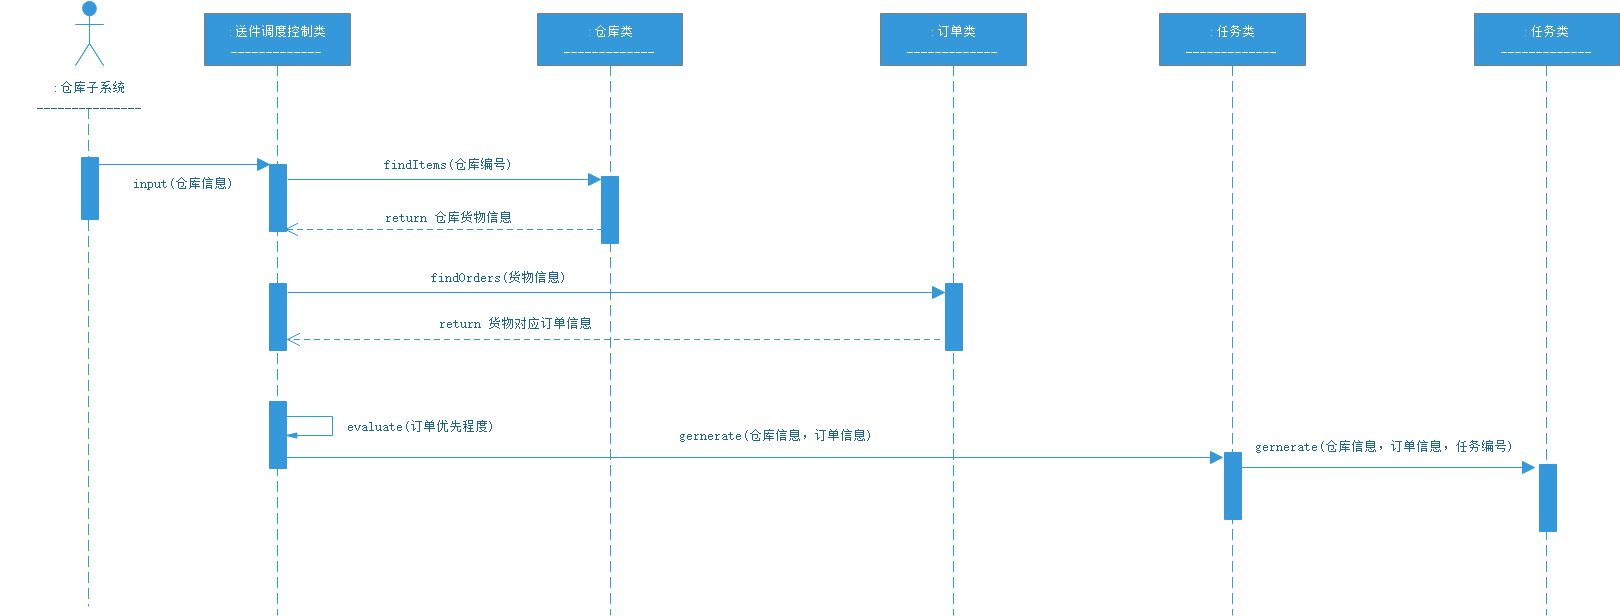 : 送件调度控制类
: 仓库类
: 订单类
: 任务类
: 任务类
: 仓库子系统
input(仓库信息)
findItems(仓库编号)
return 仓库货物信息
findOrders(货物信息)
return 货物对应订单信息
evaluate(订单优先程度)
gernerate(仓库信息，订单信息)
gernerate(仓库信息，订单信息，任务编号)